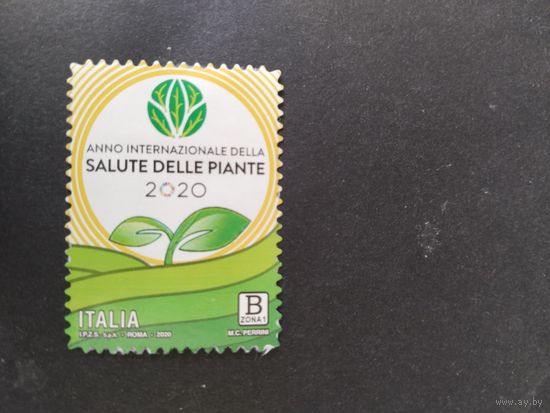 ANNO INTERNAZIONALE DELLA
SALUTE DELLE PIANTE
2020
ITALIA
B
ZONA 1
I.P.Z.S. S.p.A. - ROMA - 2020
M.C. PERRINI
www.ay.by